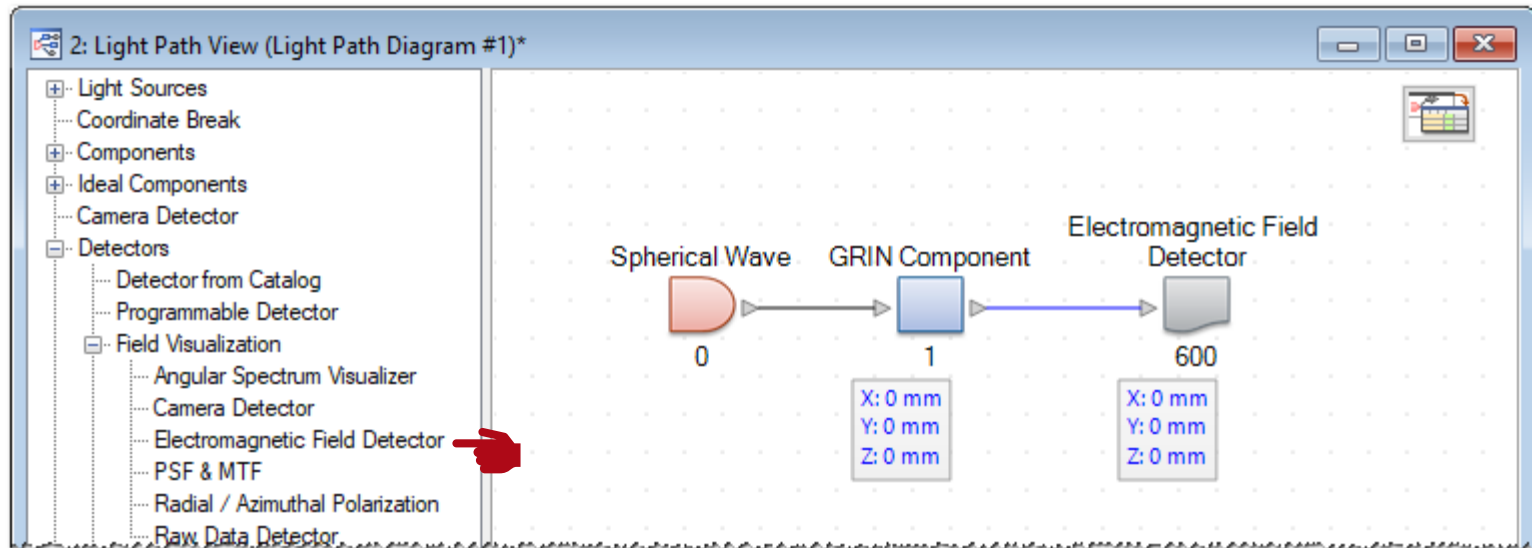 2: Light Path View (Light Path Diagram #1)*
Light Sources
Coordinate Break
Components
Ideal Components
Camera Detector
Detectors
Detector from Catalog
Programmable Detector
Field Visualization
Angular Spectrum Visualizer
Camera Detector
Electromagnetic Field Detector
PSF & MTF
Radial / Azimuthal Polarization
Raw Data Detector
Spherical Wave
0
GRIN Component
1
X: 0 mm
Y: 0 mm
Z: 0 mm
Electromagnetic Field
Detector
600
X: 0 mm
Y: 0 mm
Z: 0 mm